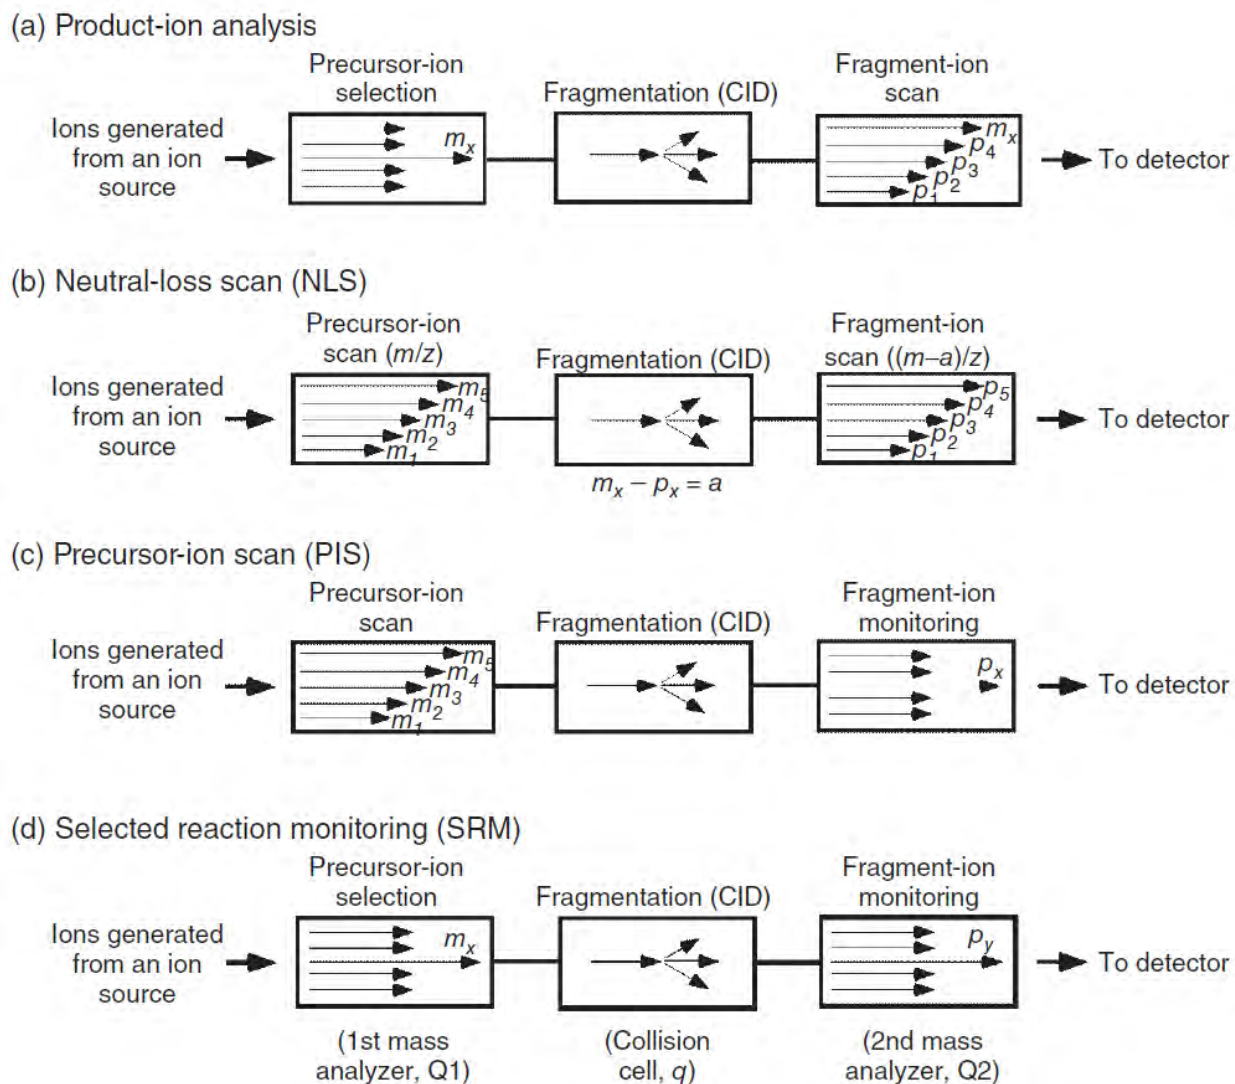 (a) Product-ion analysis
Precursor-ion
selection
Fragmentation (CID)
Fragment-ion
scan
Ions generated
from an ion
source
mx
mx
p4
p3
p2
p1
To detector
(b) Neutral-loss scan (NLS)
Precursor-ion
scan (m/z)
Fragmentation (CID)
Fragment-ion
scan ((m–a)/z)
Ions generated
from an ion
source
m5
m4
m3
m2
m1
p5
p4
p3
p2
p1
To detector
mx – px = a
(c) Precursor-ion scan (PIS)
Precursor-ion
scan
Fragmentation (CID)
Fragment-ion
monitoring
Ions generated
from an ion
source
m5
m4
m3
m2
m1
px
To detector
(d) Selected reaction monitoring (SRM)
Precursor-ion
selection
Fragmentation (CID)
Fragment-ion
monitoring
Ions generated
from an ion
source
mx
py
To detector
(1st mass
analyzer, Q1)
(Collision
cell, q)
(2nd mass
analyzer, Q2)